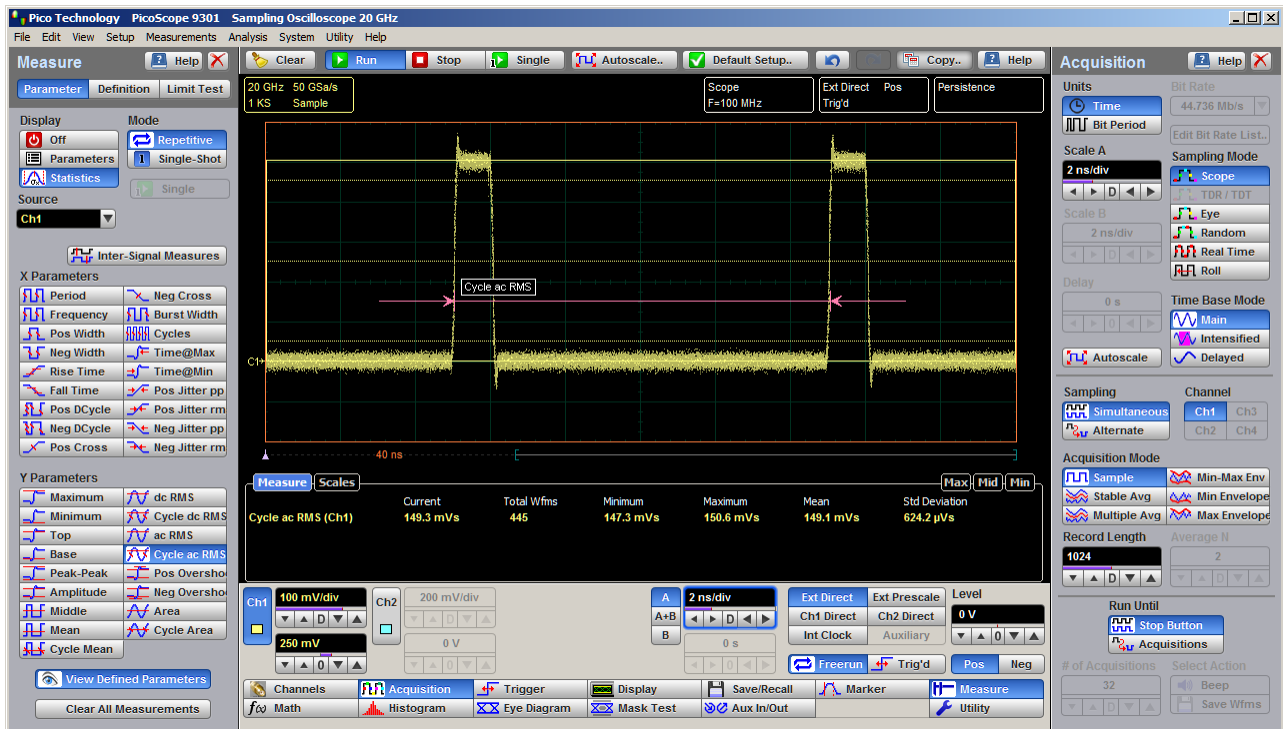 Pico Technology PicoScope 9301 Sampling Oscilloscope 20 GHz
File Edit View Setup Measurements Analysis System Utility Help
Measure Help
Parameter Definition Limit Test
Display Mode
Off Repetitive
Parameters 1 Single-Shot
Statistics Single
Source
Ch1
Inter-Signal Measures
X Parameters
Period Neg Cross
Frequency Burst Width
Pos Width Cycles
Neg Width Time@Max
Rise Time Time@Min
Fall Time Pos Jitter pp
Pos DCycle Pos Jitter rm
Neg DCycle Neg Jitter pp
Pos Cross Neg Jitter rm
Y Parameters
Maximum dc RMS
Minimum Cycle dc RMS
Top ac RMS
Base Cycle ac RMS
Peak-Peak Pos Oversho
Amplitude Neg Oversho
Middle Area
Mean Cycle Area
Cycle Mean
View Defined Parameters
Clear All Measurements
Clear Run Stop Single Autoscale.. Default Setup.. Copy.. Help
20 GHz 50 GSa/s
1 KS Sample
Scope
F=100 MHz
Ext Direct Pos
Trig'd
Persistence
Cycle ac RMS
C1
40 ns
Measure Scales Max Mid Min
Current Total Wfms Minimum Maximum Mean Std Deviation
Cycle ac RMS (Ch1) 149.3 mVs 445 147.3 mVs 150.6 mVs 149.1 mVs 624.2 µVs
Ch1 100 mV/div
D
250 mV
0
Ch2 200 mV/div
D
0 V
0
A 2 ns/div
A+B D
B 0 s
0
Ext Direct Ext Prescale
Ch1 Direct Ch2 Direct
Int Clock Auxiliary
Freerun Trig'd
Level
0 V
0
Pos Neg
Channels Acquisition Trigger Display Save/Recall Marker Measure
f(x) Math Histogram Eye Diagram Mask Test Aux In/Out Utility
Acquisition Help
Units Bit Rate
Time 44.736 Mb/s
Bit Period Edit Bit Rate List..
Scale A Sampling Mode
2 ns/div Scope
D TDR / TDT
Scale B Eye
2 ns/div Random
D Real Time
Roll
Delay
0 s Time Base Mode
0 Main
Intensified
Autoscale Delayed
Sampling Channel
Simultaneous Ch1 Ch3
Alternate Ch2 Ch4
Acquisition Mode
Sample Min-Max Env
Stable Avg Min Envelope
Multiple Avg Max Envelope
Record Length Average N
1024 2
D D
Run Until
Stop Button
Acquisitions
# of Acquisitions Select Action
32 Beep
D Save Wfms